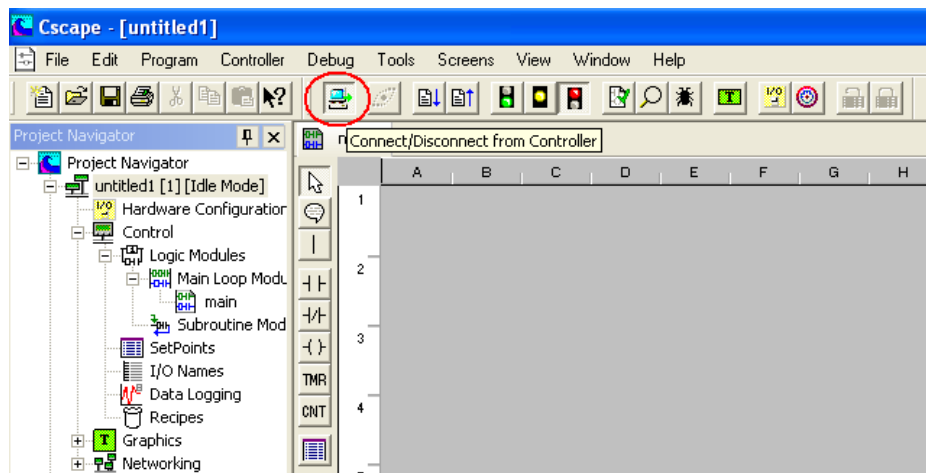 Cscape - [untitled1]
File Edit Program Controller Debug Tools Screens View Window Help
Project Navigator
Connect/Disconnect from Controller
Project Navigator
A B C D E F G H
untitled1 [1] [Idle Mode]
1
Hardware Configuration
Control
Logic Modules
2
Main Loop Modu
main
Subroutine Mod
3
SetPoints
I/O Names
TMR
Data Logging
4
CNT
Recipes
T Graphics
Networking